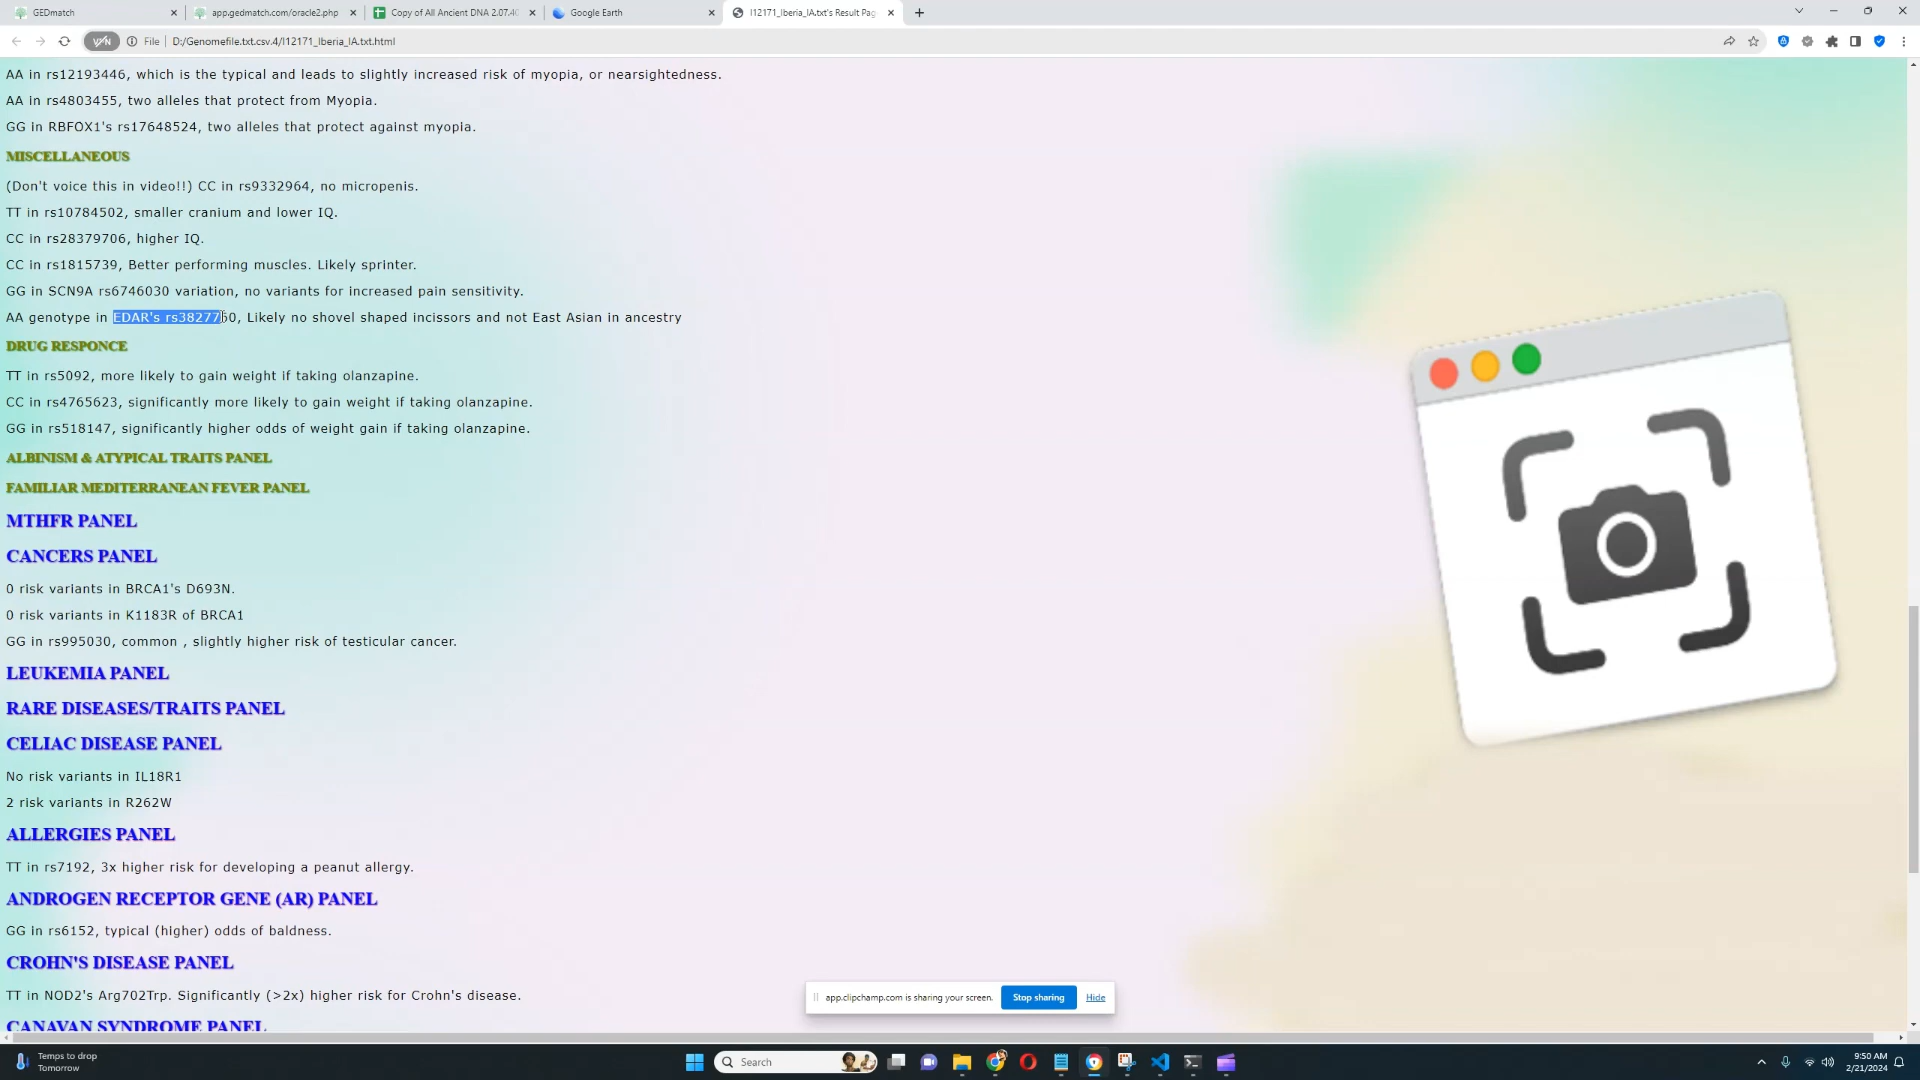 GEDmatch
app.gedmatch.com/oracle2.php
Copy of All Ancient DNA 2.07.40
Google Earth
I12171_Iberia_IA.txt's Result Pag
VPN
File
D:/Genomefile.txt.csv.4/I12171_Iberia_IA.txt.html
AA in rs12193446, which is the typical and leads to slightly increased risk of myopia, or nearsightedness.
AA in rs4803455, two alleles that protect from Myopia.
GG in RBFOX1's rs17648524, two alleles that protect against myopia.
MISCELLANEOUS
(Don't voice this in video!!) CC in rs9332964, no micropenis.
TT in rs10784502, smaller cranium and lower IQ.
CC in rs28379706, higher IQ.
CC in rs1815739, Better performing muscles. Likely sprinter.
GG in SCN9A rs6746030 variation, no variants for increased pain sensitivity.
AA genotype in EDAR's rs3827760, Likely no shovel shaped incissors and not East Asian in ancestry
DRUG RESPONCE
TT in rs5092, more likely to gain weight if taking olanzapine.
CC in rs4765623, significantly more likely to gain weight if taking olanzapine.
GG in rs518147, significantly higher odds of weight gain if taking olanzapine.
ALBINISM & ATYPICAL TRAITS PANEL
FAMILIAR MEDITERRANEAN FEVER PANEL
MTHFR PANEL
CANCERS PANEL
0 risk variants in BRCA1's D693N.
0 risk variants in K1183R of BRCA1
GG in rs995030, common , slightly higher risk of testicular cancer.
LEUKEMIA PANEL
RARE DISEASES/TRAITS PANEL
CELIAC DISEASE PANEL
No risk variants in IL18R1
2 risk variants in R262W
ALLERGIES PANEL
TT in rs7192, 3x higher risk for developing a peanut allergy.
ANDROGEN RECEPTOR GENE (AR) PANEL
GG in rs6152, typical (higher) odds of baldness.
CROHN'S DISEASE PANEL
TT in NOD2's Arg702Trp. Significantly (>2x) higher risk for Crohn's disease.
CANAVAN SYNDROME PANEL
app.clipchamp.com is sharing your screen.
Stop sharing
Hide
Temps to drop
Tomorrow
Search
9:50 AM
2/21/2024